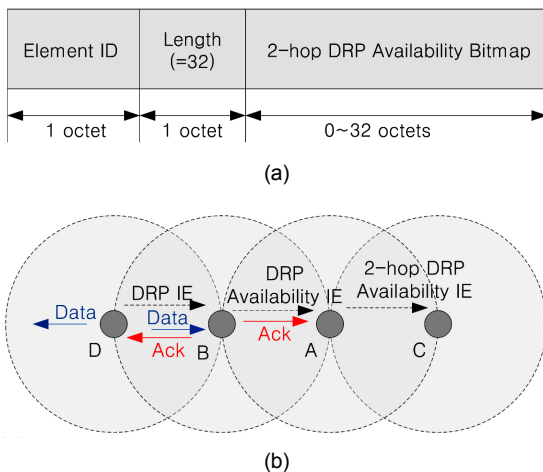 Element ID
Length
(=32)
2-hop DRP Availability Bitmap
1 octet
1 octet
0~32 octets
(a)
DRP IE
DRP
Availability IE
2-hop DRP
Availability IE
Data
Data
Ack
Ack
D
B
A
C
(b)